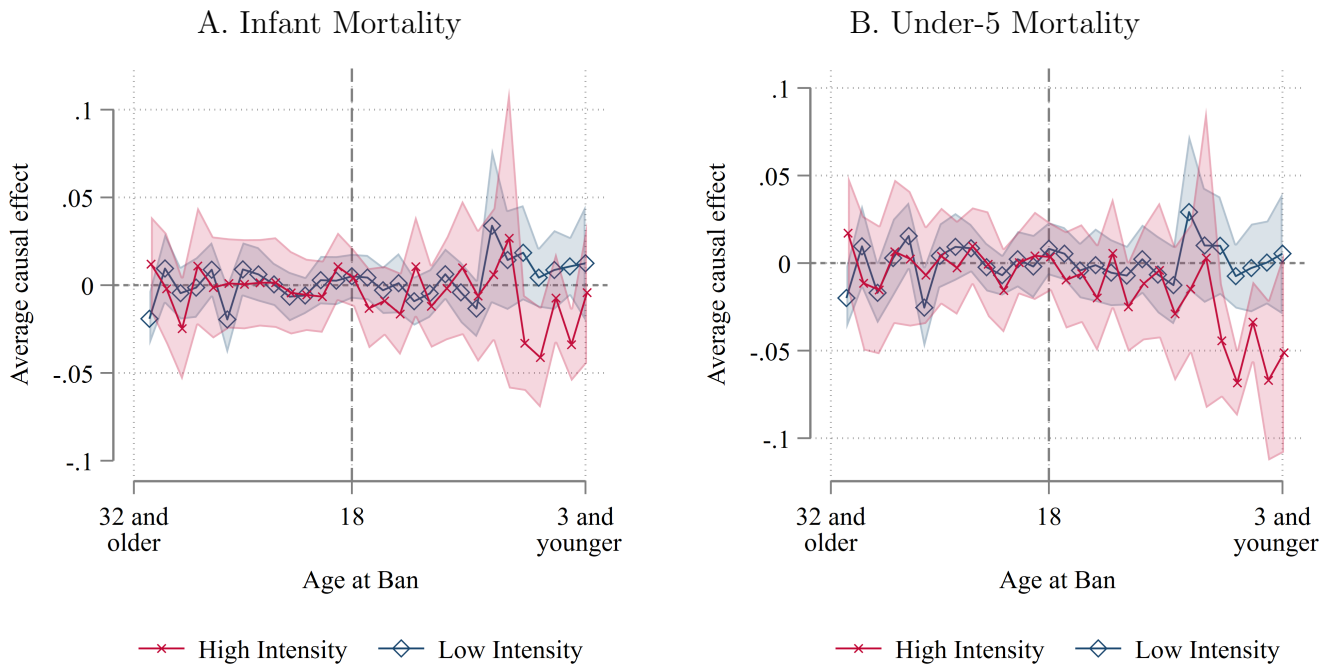 A. Infant Mortality
Average causal effect
.1
.05
0
-.05
-.1
32 and
older
18
3 and
younger
Age at Ban
High Intensity
Low Intensity
B. Under-5 Mortality
Average causal effect
.1
.05
0
-.05
-.1
32 and
older
18
3 and
younger
Age at Ban
High Intensity
Low Intensity